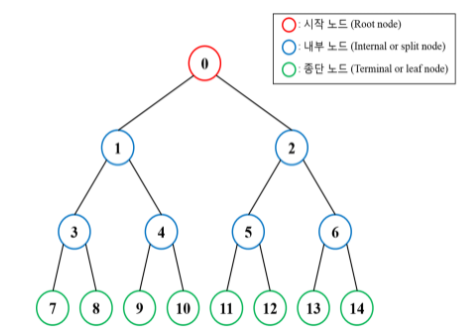 : 시작 노드 (Root node)
: 내부 노드 (Internal or split node)
: 종단 노드 (Terminal or leaf node)
0
1 2
3 4 5 6
7 8 9 10 11 12 13 14